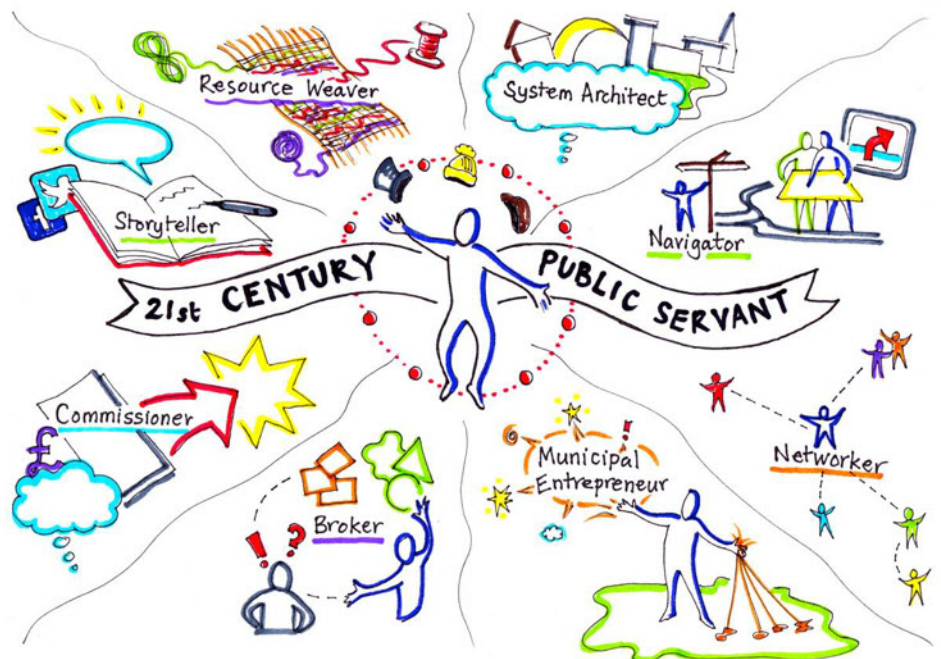 Resource Weaver
System Architect
Storyteller
Navigator
21st CENTURY
PUBLIC SERVANT
Commissioner
£
Broker
! ?
!
Municipal
Entrepreneur
Networker